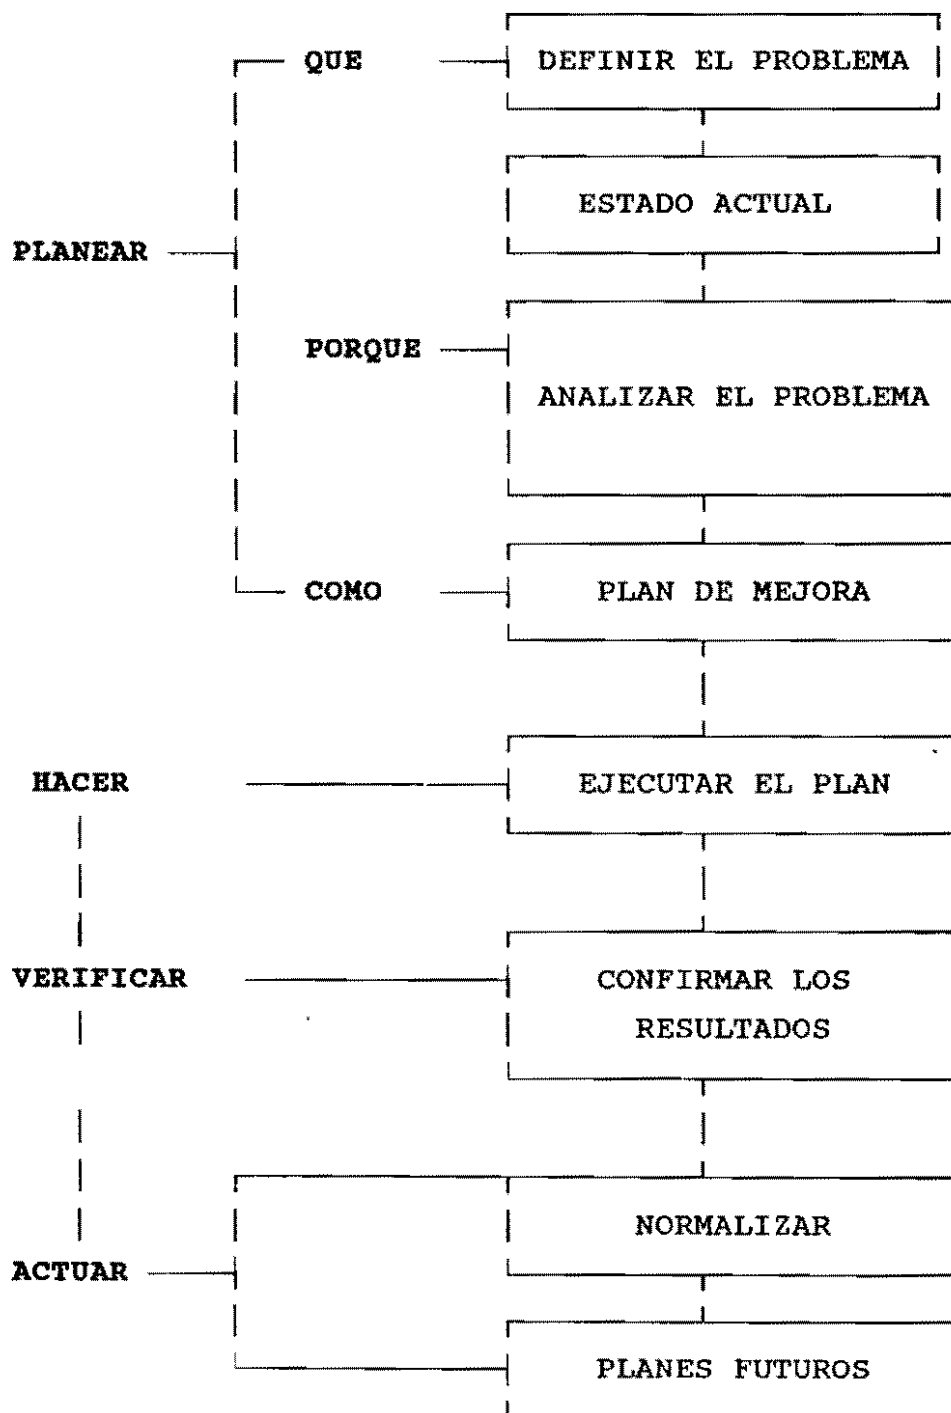 QUE DEFINIR EL PROBLEMA
ESTADO ACTUAL
PLANEAR
PORQUE
ANALIZAR EL PROBLEMA
COMO PLAN DE MEJORA
HACER EJECUTAR EL PLAN
VERIFICAR CONFIRMAR LOS
RESULTADOS
NORMALIZAR
ACTUAR
PLANES FUTUROS